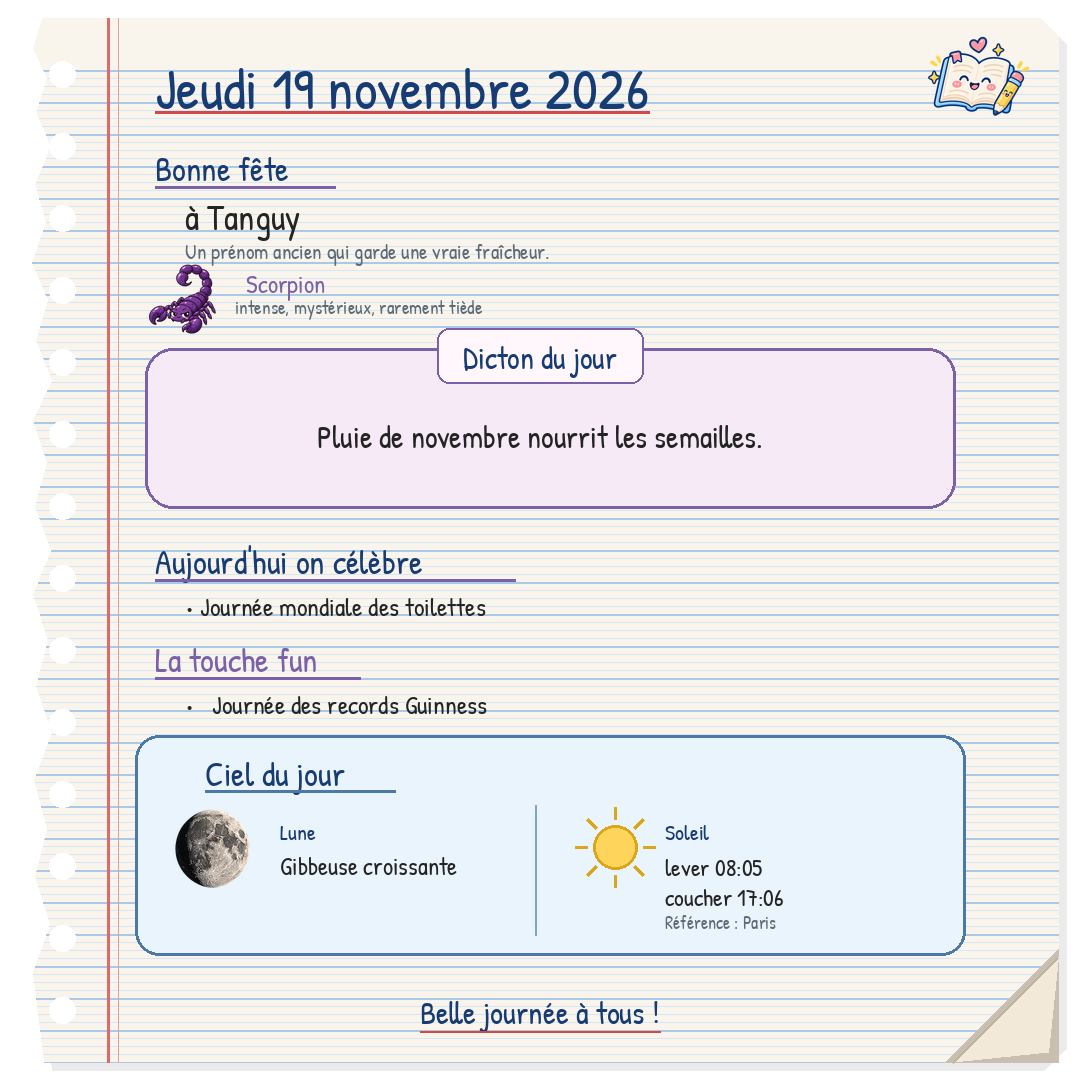 Jeudi 19 novembre 2026
Bonne fête
à Tanguy
Un prénom ancien qui garde une vraie fraîcheur.
Scorpion
intense, mystérieux, rarement tiède
Dicton du jour
Pluie de novembre nourrit les semailles.
Aujourd'hui on célèbre
• Journée mondiale des toilettes
La touche fun
• Journée des records Guinness
Ciel du jour
Lune
Gibbeuse croissante
Soleil
lever 08:05
coucher 17:06
Référence : Paris
Belle journée à tous !